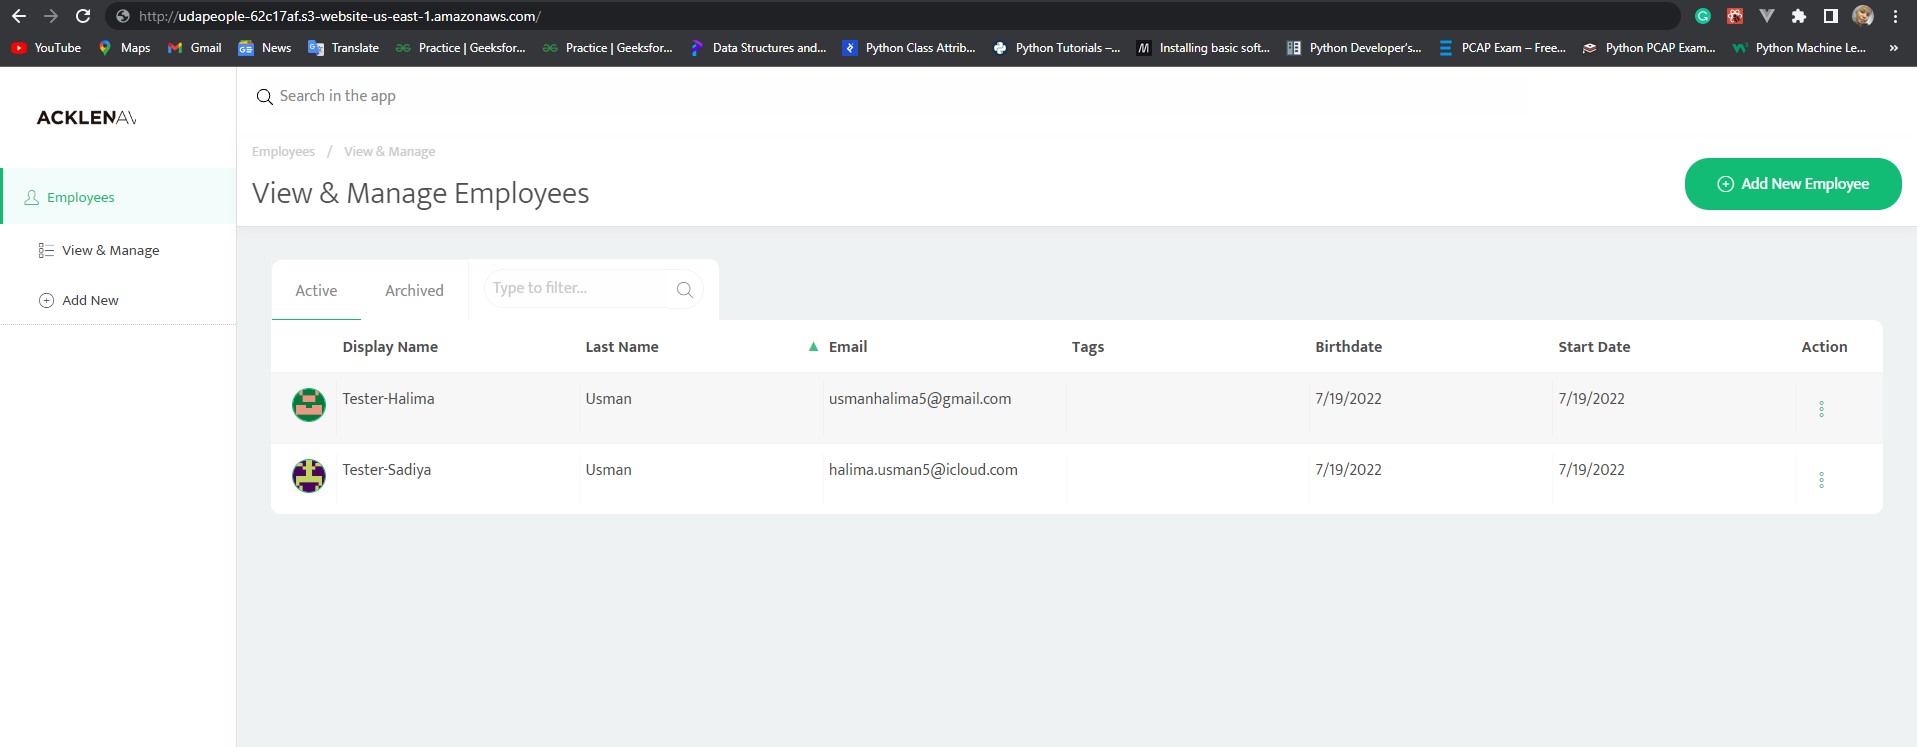 http://udapeople-62c17af.s3-website-us-east-1.amazonaws.com/
YouTube Maps Gmail News Translate Practice | Geeksfor... Practice | Geeksfor... Data Structures and... Python Class Attrib... Python Tutorials –... Installing basic soft... Python Developer's... PCAP Exam – Free... Python PCAP Exam... Python Machine Le... »
ACKLENAV
Search in the app
Employees / View & Manage
View & Manage Employees
Add New Employee
Employees
View & Manage
Add New
Active Archived Type to filter...
Display Name Last Name ▲ Email Tags Birthdate Start Date Action
Tester-Halima Usman usmanhalima5@gmail.com 7/19/2022 7/19/2022
Tester-Sadiya Usman halima.usman5@icloud.com 7/19/2022 7/19/2022